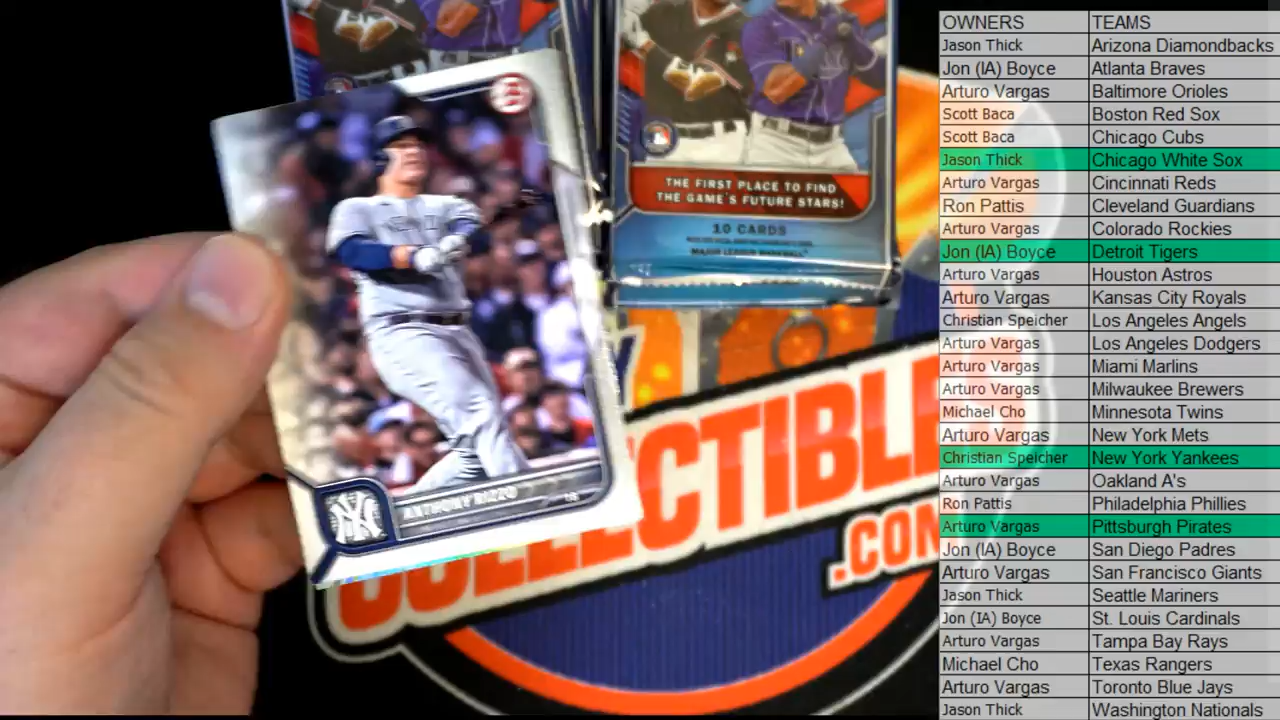 THE FIRST PLACE TO FIND
THE GAME'S FUTURE STARS!
10 CARDS
MAJOR LEAGUE BASEBALL
NEW YORK
ANTHONY RIZZO
1B
COLLECTIBLES
.COM
OWNERS TEAMS
Jason Thick Arizona Diamondbacks
Jon (IA) Boyce Atlanta Braves
Arturo Vargas Baltimore Orioles
Scott Baca Boston Red Sox
Scott Baca Chicago Cubs
Jason Thick Chicago White Sox
Arturo Vargas Cincinnati Reds
Ron Pattis Cleveland Guardians
Arturo Vargas Colorado Rockies
Jon (IA) Boyce Detroit Tigers
Arturo Vargas Houston Astros
Arturo Vargas Kansas City Royals
Christian Speicher Los Angeles Angels
Arturo Vargas Los Angeles Dodgers
Arturo Vargas Miami Marlins
Arturo Vargas Milwaukee Brewers
Michael Cho Minnesota Twins
Arturo Vargas New York Mets
Christian Speicher New York Yankees
Arturo Vargas Oakland A's
Ron Pattis Philadelphia Phillies
Arturo Vargas Pittsburgh Pirates
Jon (IA) Boyce San Diego Padres
Arturo Vargas San Francisco Giants
Jason Thick Seattle Mariners
Jon (IA) Boyce St. Louis Cardinals
Arturo Vargas Tampa Bay Rays
Michael Cho Texas Rangers
Arturo Vargas Toronto Blue Jays
Jason Thick Washington Nationals